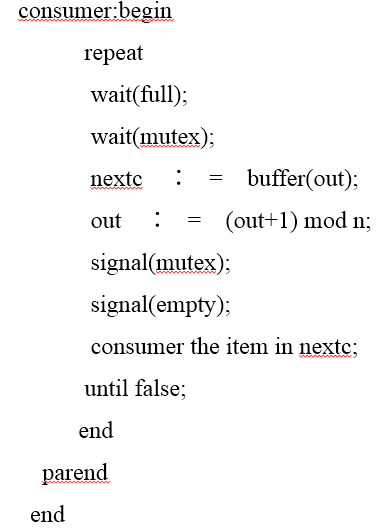 consumer:begin
repeat
wait(full);
wait(mutex);
nextc ： = buffer(out);
out ： = (out+1) mod n;
signal(mutex);
signal(empty);
consumer the item in nextc;
until false;
end
parend
end